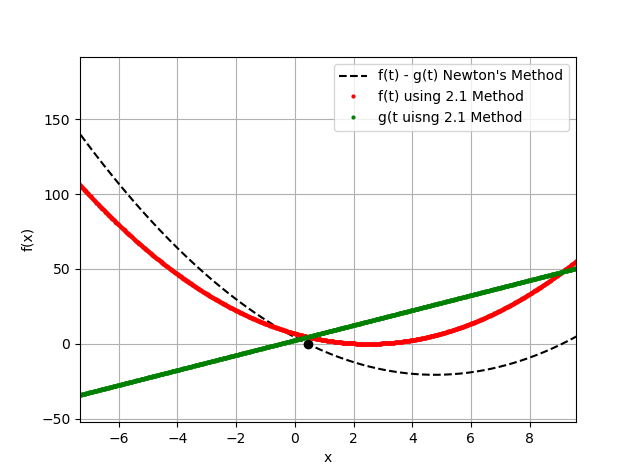 f(t) - g(t) Newton's Method
f(t) using 2.1 Method
g(t uisng 2.1 Method
150
100
50
0
−50
f(x)
−6 −4 −2 0 2 4 6 8
x